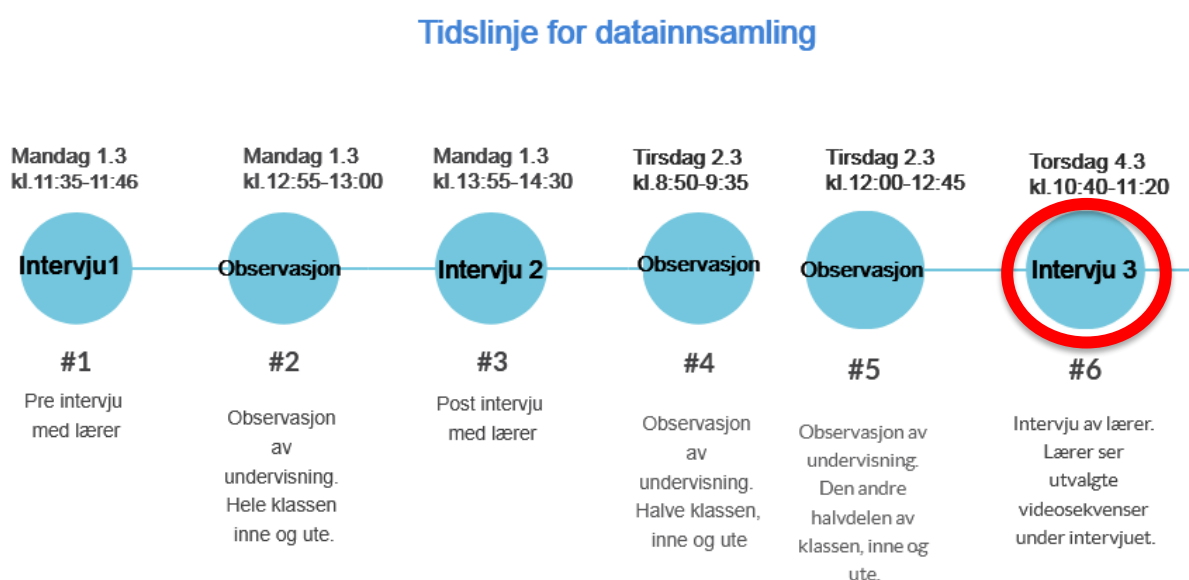 Tidslinje for datainnsamling
Mandag 1.3
kl.11:35-11:46
Intervju1
#1
Pre intervju
med lærer
Mandag 1.3
kl.12:55-13:00
Observasjon
#2
Observasjon
av
undervisning.
Hele klassen
inne og ute.
Mandag 1.3
kl.13:55-14:30
Intervju 2
#3
Post intervju
med lærer
Tirsdag 2.3
kl.8:50-9:35
Observasjon
#4
Observasjon
av
undervisning.
Halve klassen,
inne og ute
Tirsdag 2.3
kl.12:00-12:45
Observasjon
#5
Observasjon av
undervisning.
Den andre
halvdelen av
klassen, inne og
ute.
Torsdag 4.3
kl.10:40-11:20
Intervju 3
#6
Intervju av lærer.
Lærer ser
utvalgte
videosekvenser
under intervjuet.